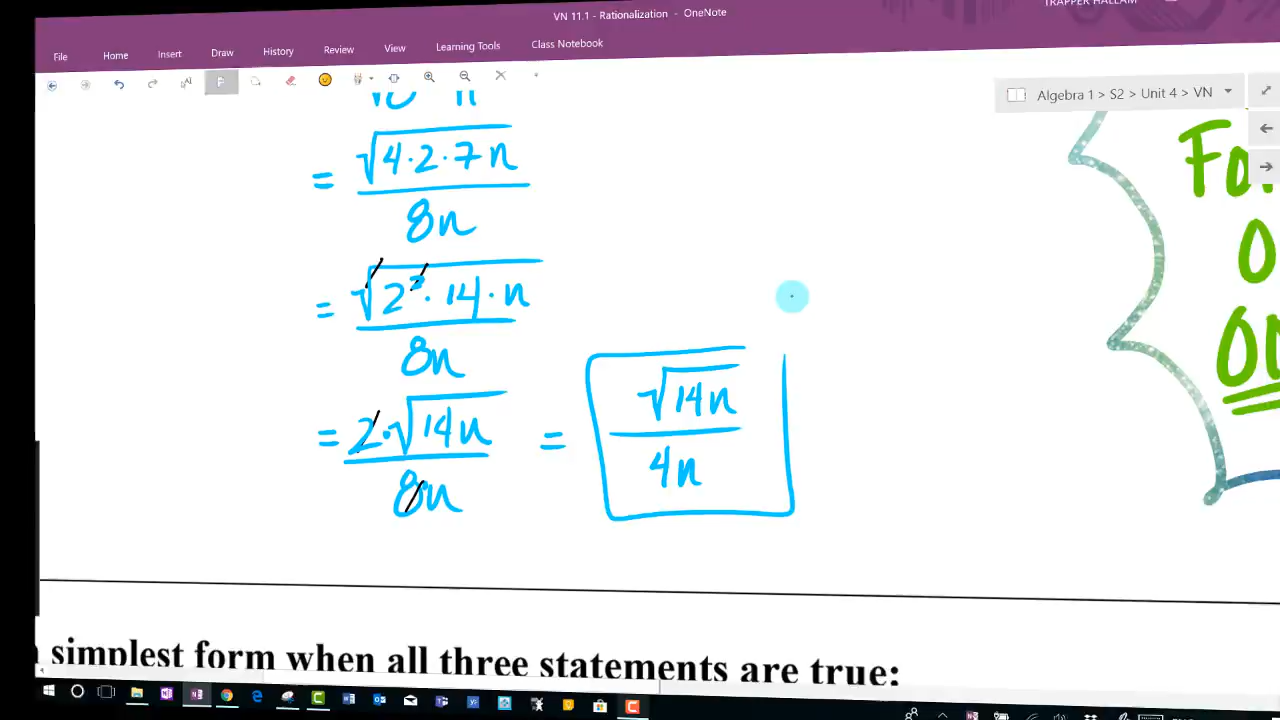 TRAPPER HALLAM
VN 11.1 - Rationalization - OneNote
File Home Insert Draw History Review View Learning Tools Class Notebook
Algebra 1 > S2 > Unit 4 > VN
= √(4·2·7n) / 8n
= √(2²·14·n) / 8n
= 2·√14n / 8n = √14n / 4n
simplest form when all three statements are true: